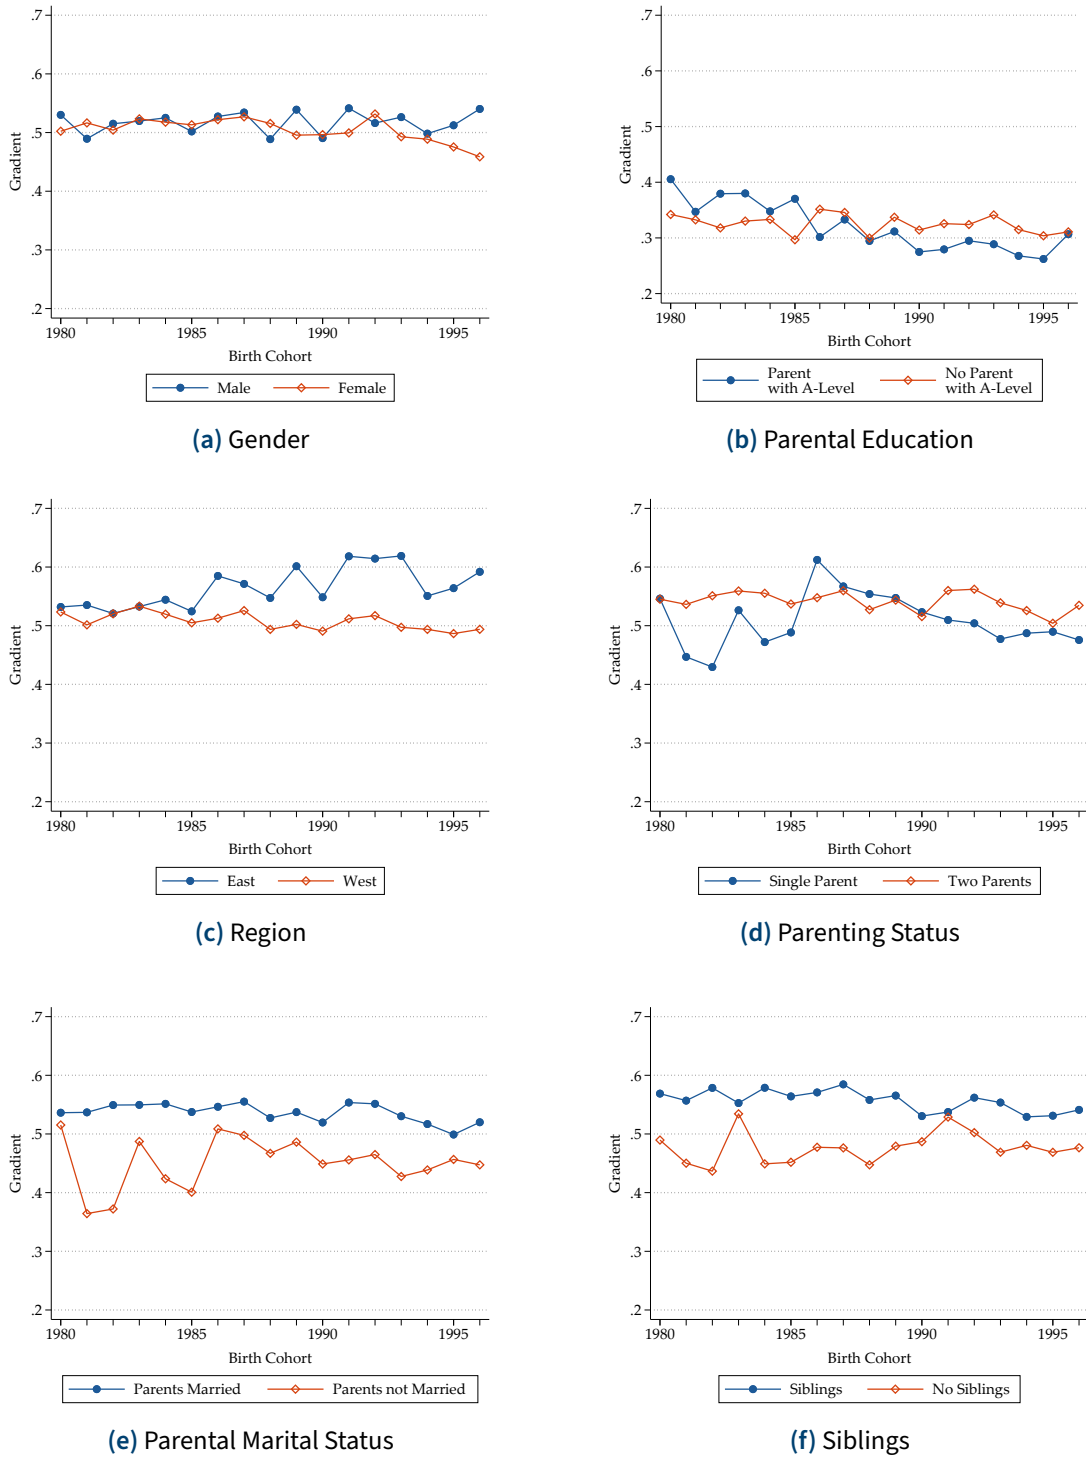 .7
.6
.5
.4
.3
.2
Gradient
1980 1985 1990 1995
Birth Cohort
Male Female
(a) Gender
.7
.6
.5
.4
.3
.2
Gradient
1980 1985 1990 1995
Birth Cohort
Parent No Parent
with A-Level with A-Level
(b) Parental Education
.7
.6
.5
.4
.3
.2
Gradient
1980 1985 1990 1995
Birth Cohort
East West
(c) Region
.7
.6
.5
.4
.3
.2
Gradient
1980 1985 1990 1995
Birth Cohort
Single Parent Two Parents
(d) Parenting Status
.7
.6
.5
.4
.3
.2
Gradient
1980 1985 1990 1995
Birth Cohort
Parents Married Parents not Married
(e) Parental Marital Status
.7
.6
.5
.4
.3
.2
Gradient
1980 1985 1990 1995
Birth Cohort
Siblings No Siblings
(f) Siblings